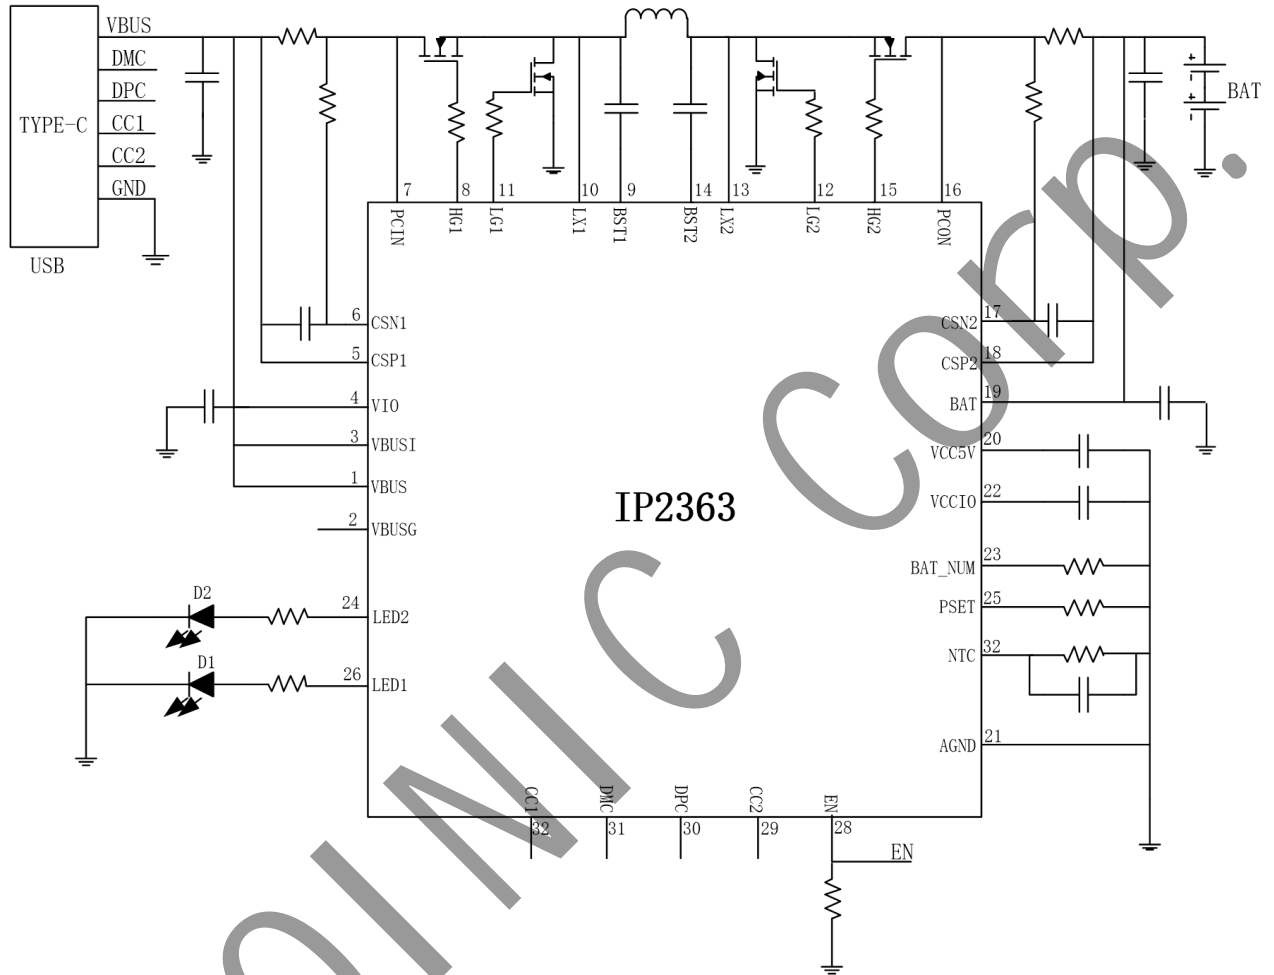 VBUS
DMC
DPC
CC1
CC2
GND
TYPE-C
USB
BAT
+
-
+
-
7
8
11
10
9
14
13
12
15
16
PCIN
HG1
LG1
LX1
BST1
BST2
LX2
LG2
HG2
PCON
6
CSN1
5
CSP1
4
VIO
3
VBUSI
1
VBUS
2
VBUSG
24
LED2
26
LED1
D2
D1
17
CSN2
18
CSP2
19
BAT
20
VCC5V
22
VCCIO
23
BAT_NUM
25
PSET
32
NTC
21
AGND
IP2363
CC1
DMC
DPC
CC2
EN
32
31
30
29
28
EN
OINIC Corp.